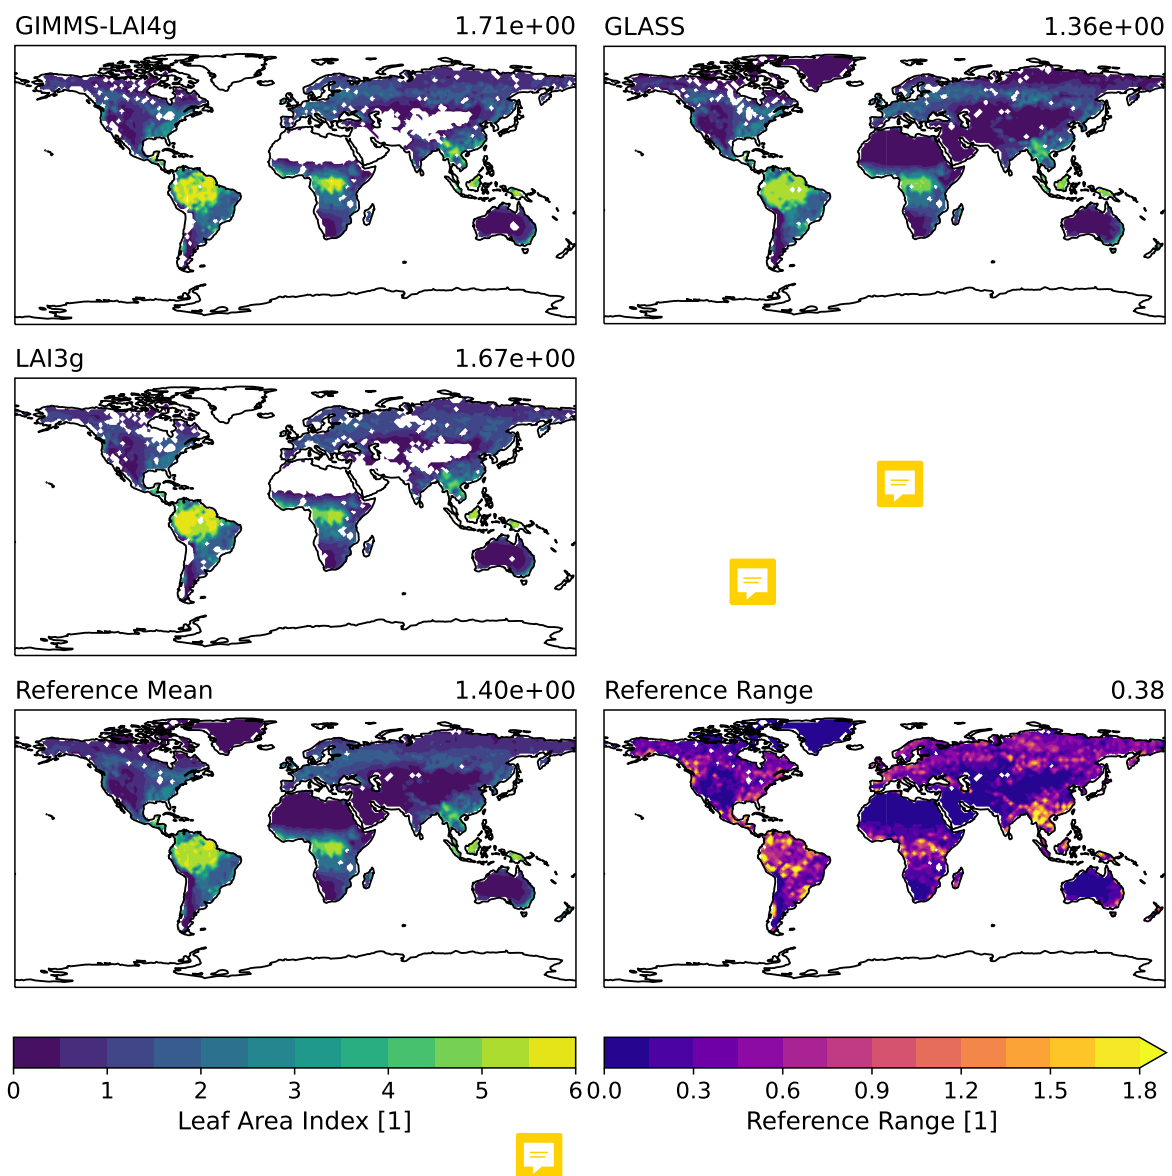 GIMMS-LAI4g 1.71e+00
GLASS 1.36e+00
LAI3g 1.67e+00
Reference Mean 1.40e+00
Reference Range 0.38
0 1 2 3 4 5 6
Leaf Area Index [1]
0.0 0.3 0.6 0.9 1.2 1.5 1.8
Reference Range [1]